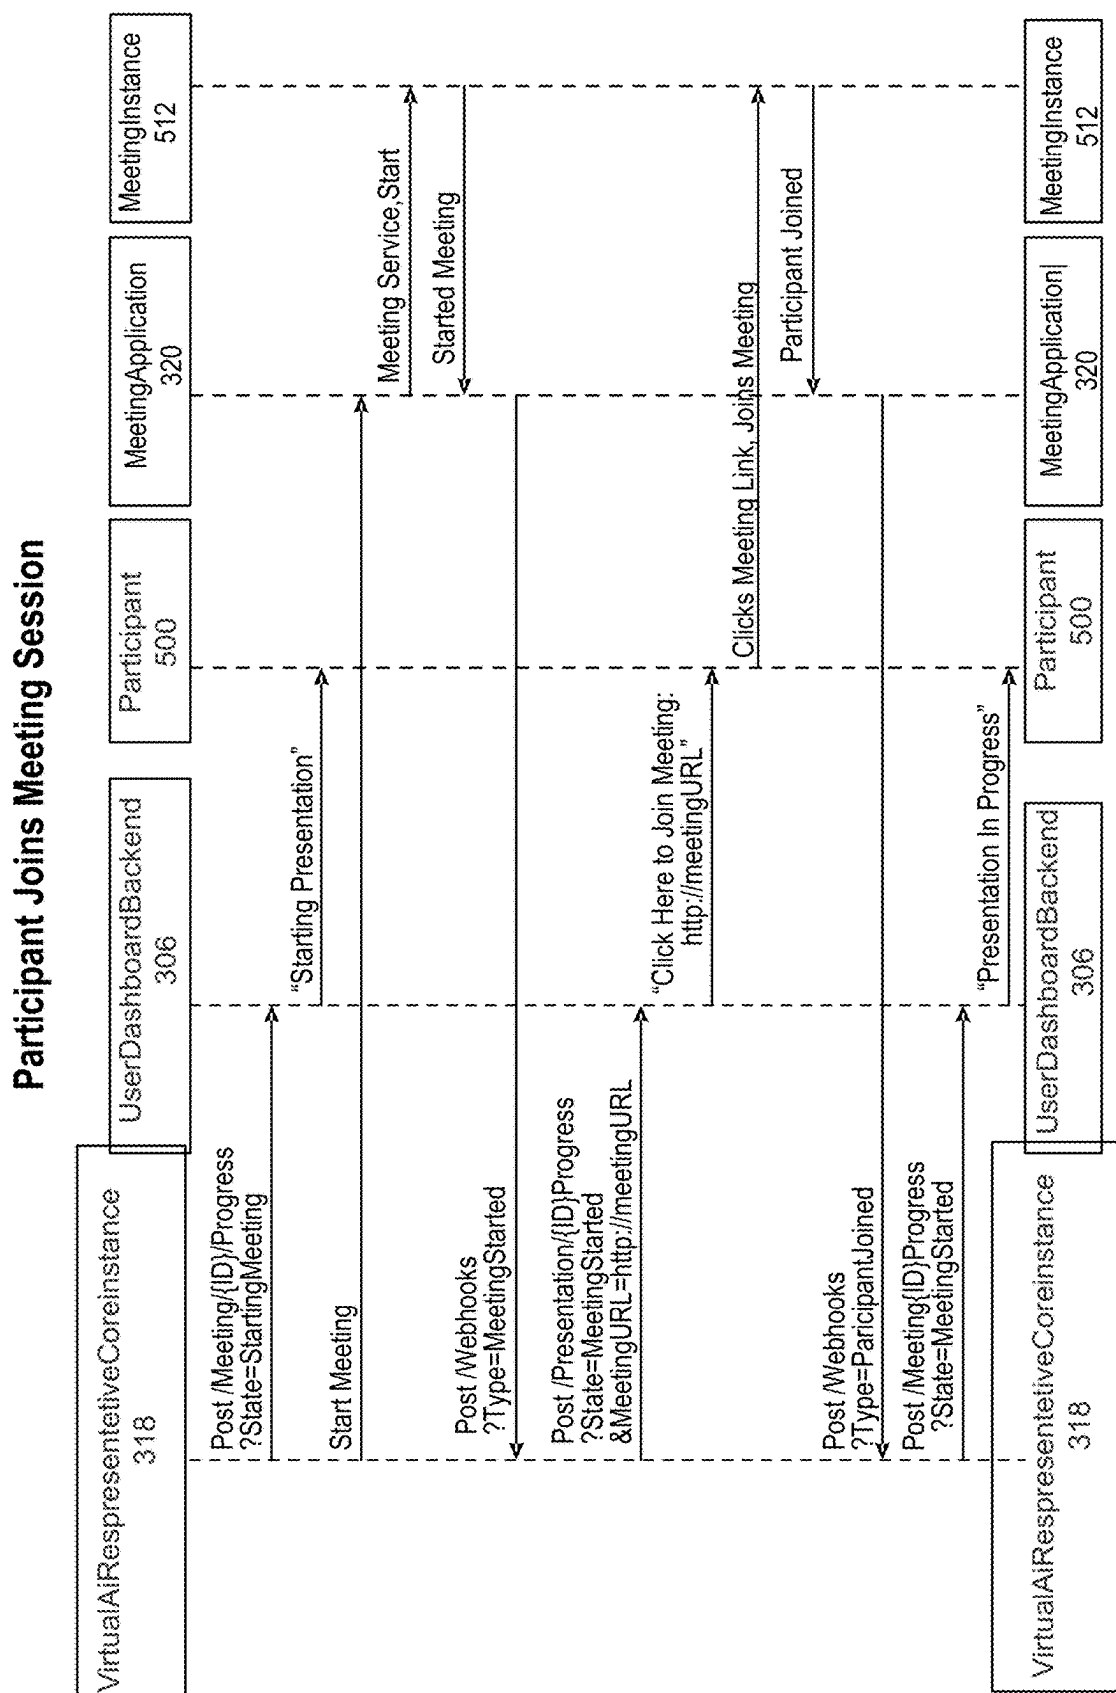 Participant Joins Meeting Session
VirtualAiRespresentetiveCoreinstance
318
UserDashboardBackend
306
Participant
500
MeetingApplication
320
MeetingInstance
512
Post /Meeting/{ID}/Progress
?State=StartingMeeting
“Starting Presentation”
Start Meeting
Meeting Service,Start
Started Meeting
Post /Webhooks
?Type=MeetingStarted
Post /Presentation/{ID}Progress
?State=MeetingStarted
&MeetingURL=http://meetingURL
“Click Here to Join Meeting:
http://meetingURL”
Clicks Meeting Link, Joins Meeting
Participant Joined
Post /Webhooks
?Type=ParicipantJoined
Post /Meeting{ID}Progress
?State=MeetingStarted
“Presentation In Progress”
VirtualAiRespresentetiveCoreinstance
318
UserDashboardBackend
306
Participant
500
MeetingApplication|
320
MeetingInstance
512